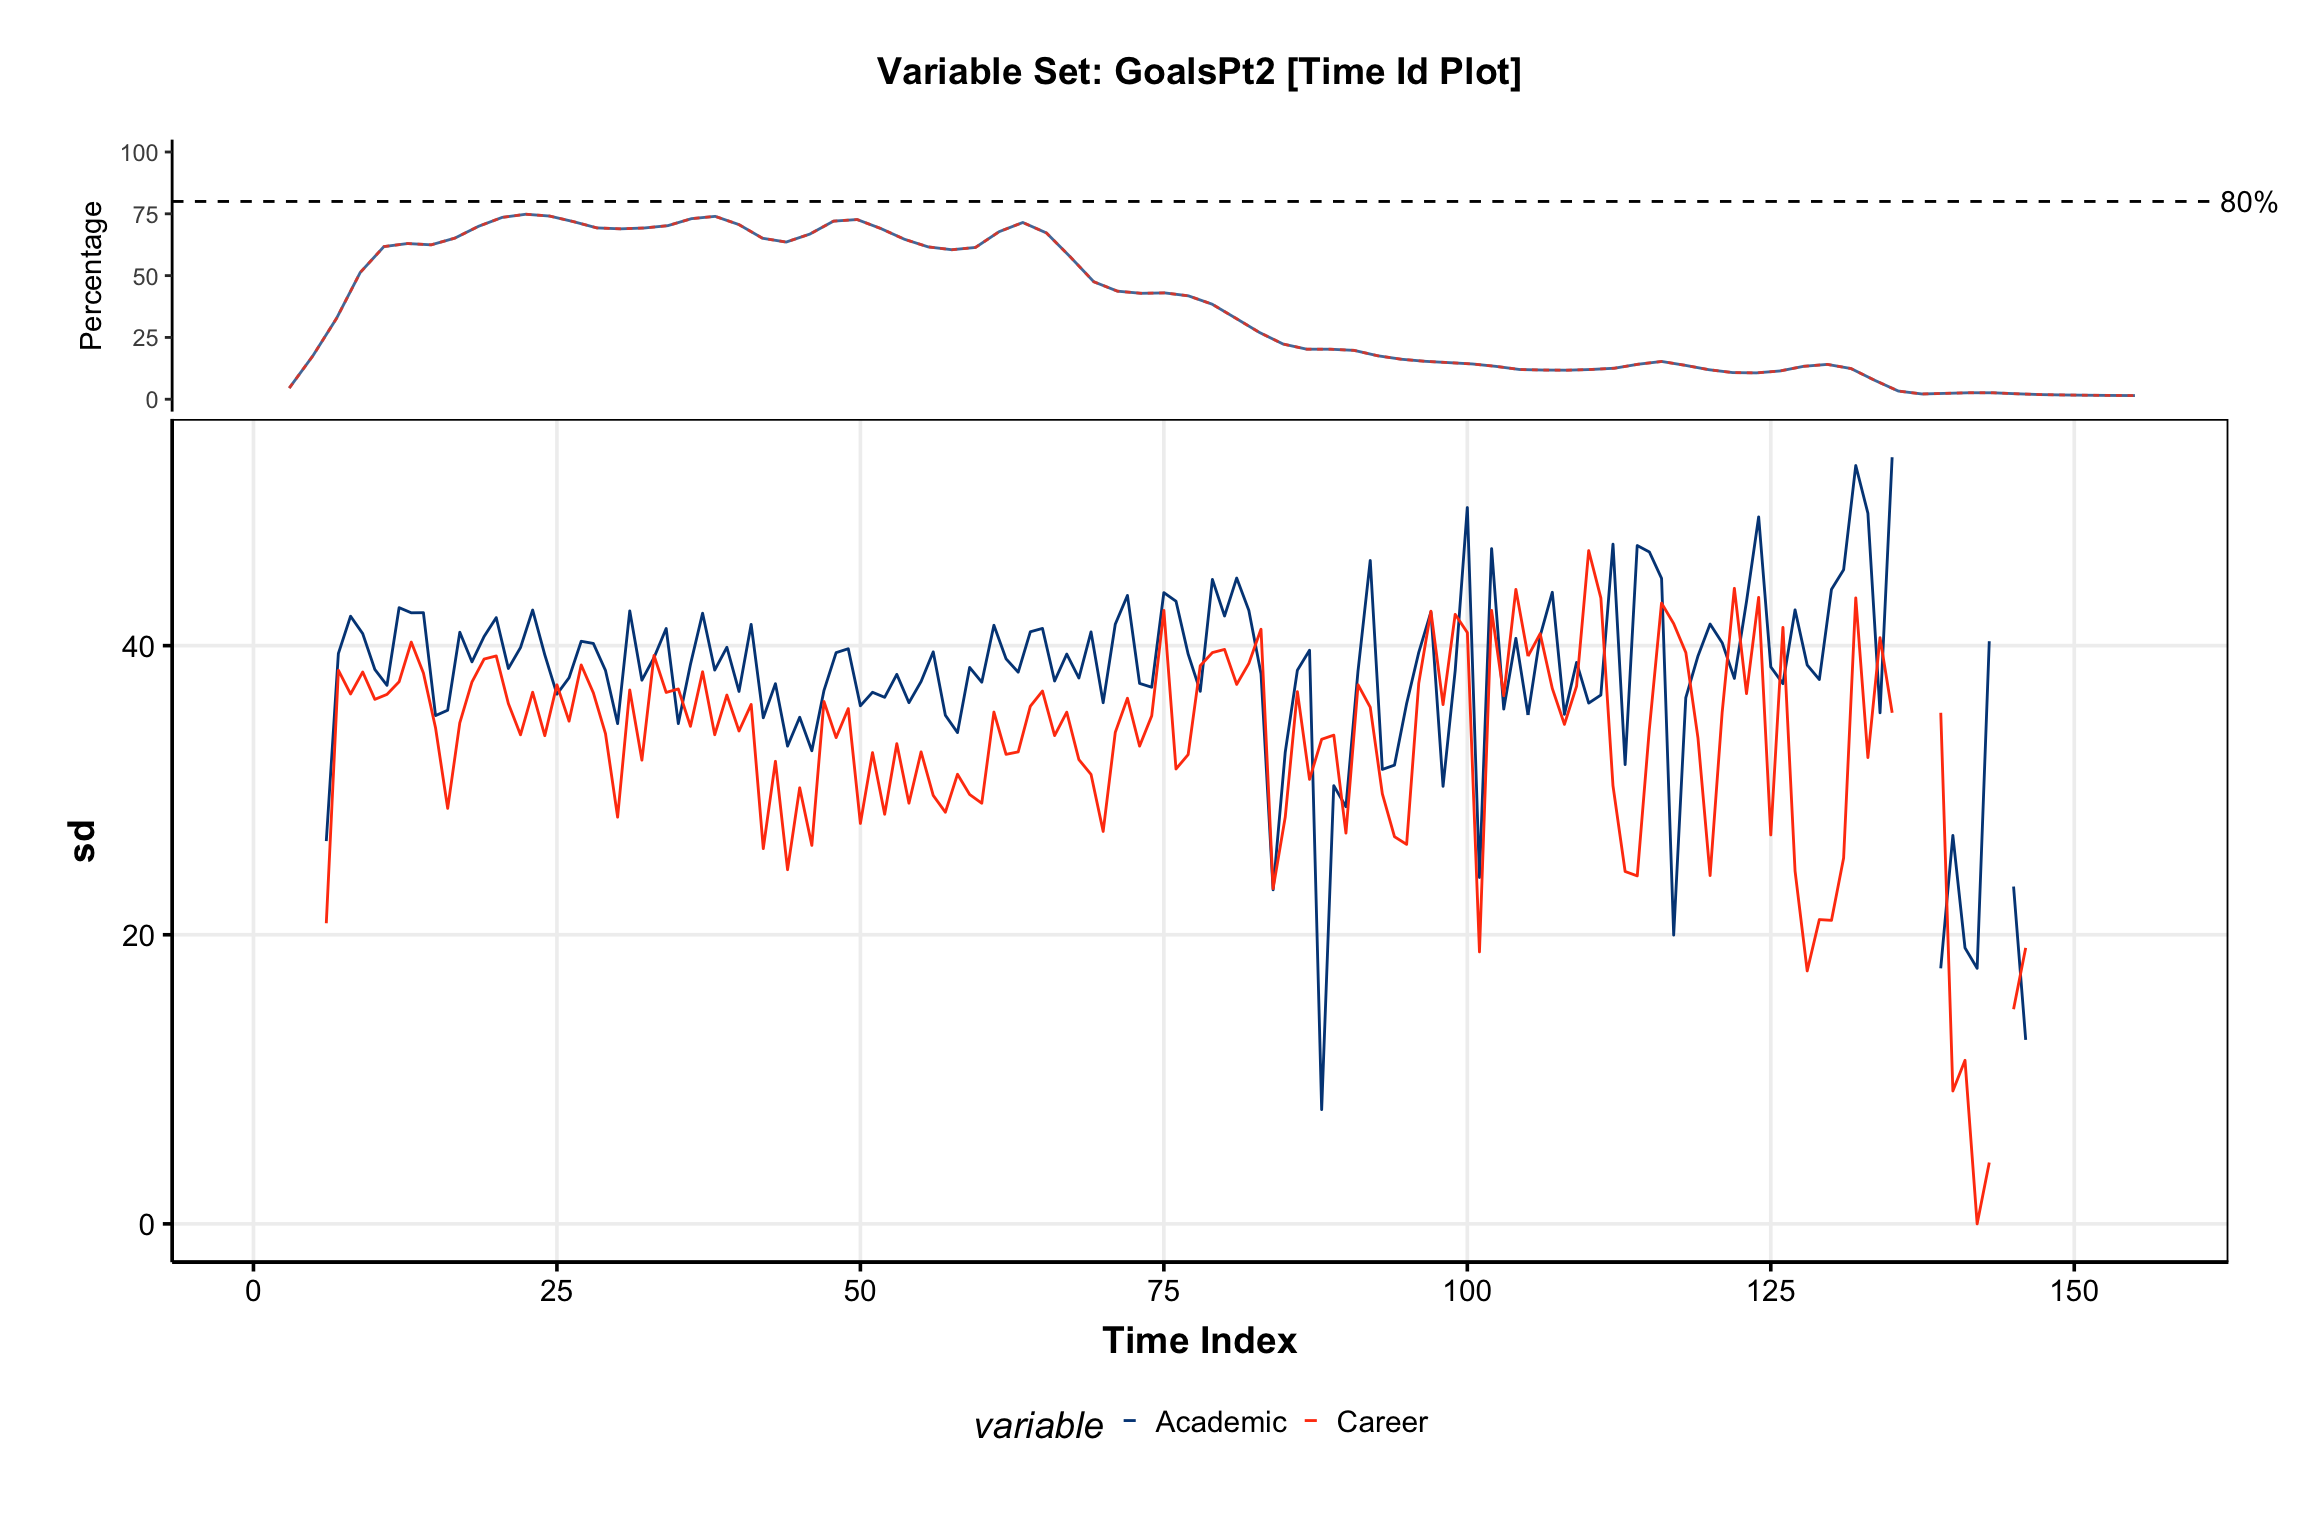 Variable Set: GoalsPt2 [Time Id Plot]
Percentage
100
75
50
25
0
80%
sd
40
20
0
0 25 50 75 100 125 150
Time Index
variable Academic Career